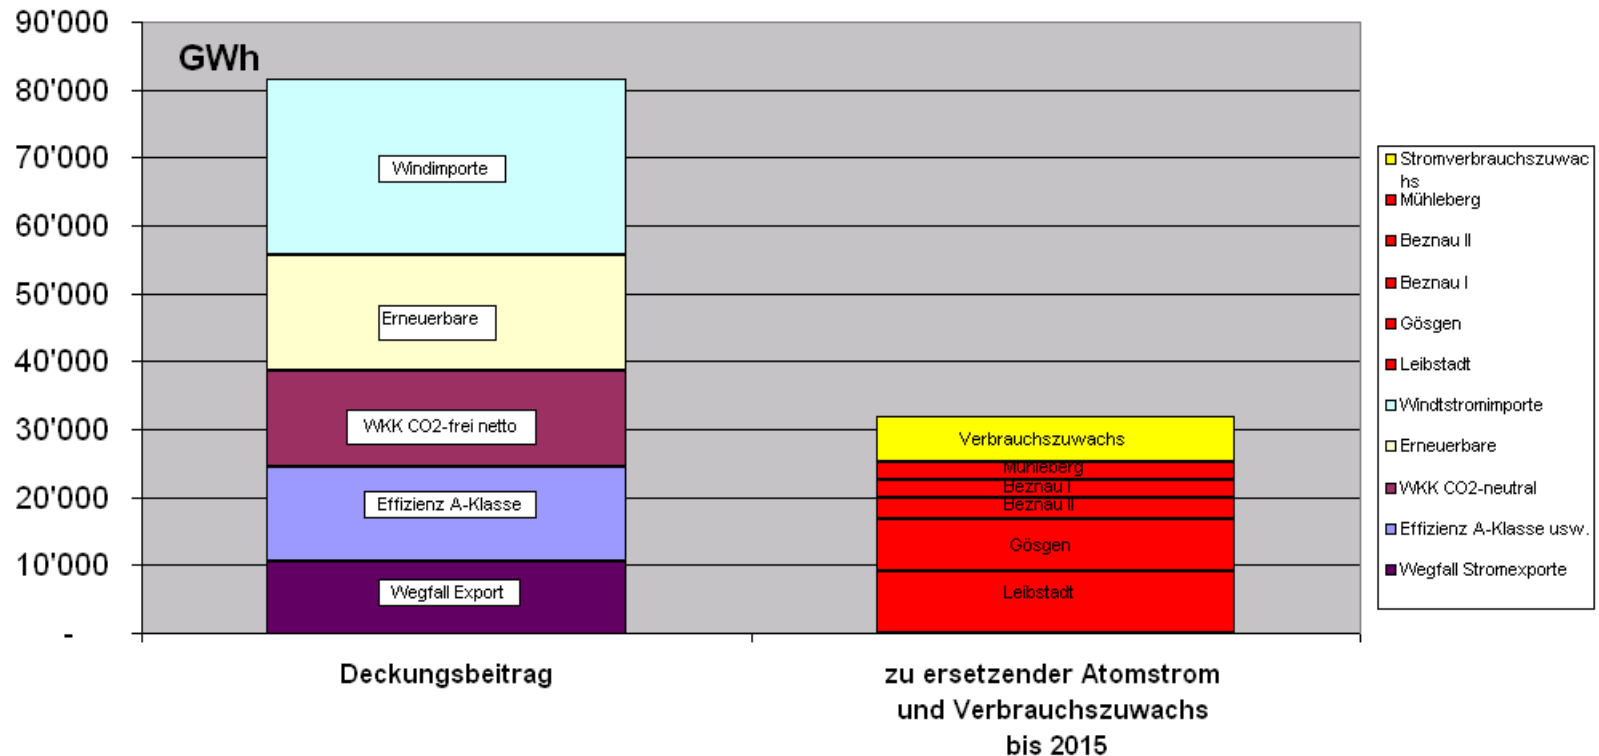 90'000
80'000
70'000
60'000
50'000
40'000
30'000
20'000
10'000
-
GWh
Windimporte
Erneuerbare
WKK CO2-frei netto
Effizienz A-Klasse
Wegfall Export
Verbrauchszuwachs
Mühleberg
Beznau I
Beznau II
Gösgen
Leibstadt
Deckungsbeitrag
zu ersetzender Atomstrom
und Verbrauchszuwachs
bis 2015
Stromverbrauchszuwac
hs
Mühleberg
Beznau II
Beznau I
Gösgen
Leibstadt
Windtstromimporte
Erneuerbare
WKK CO2-neutral
Effizienz A-Klasse usw.
Wegfall Stromexporte